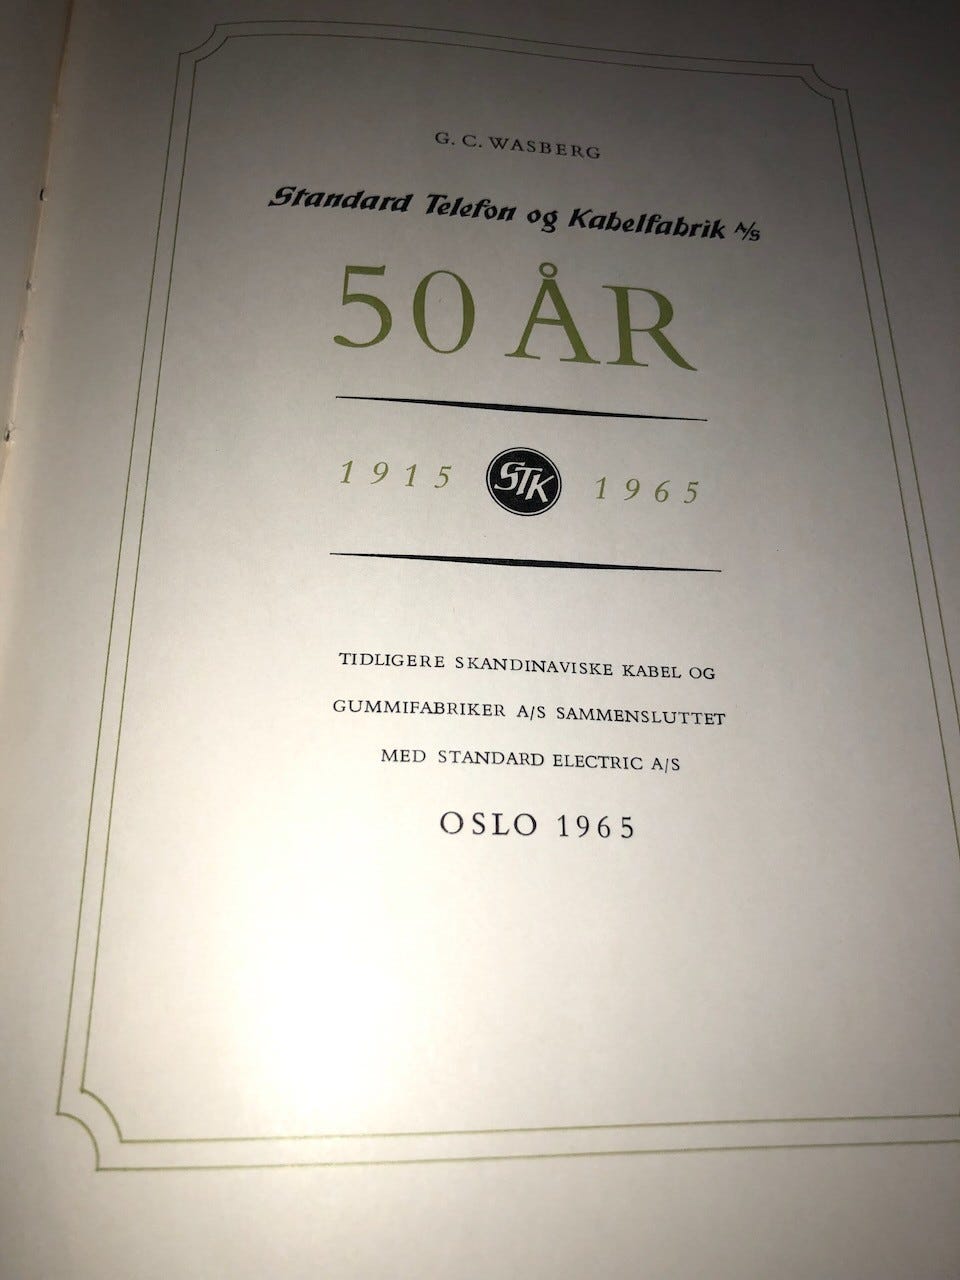 G. C. WASBERG
Standard Telefon og Kabelfabrik A/S
50 ÅR
1915 STK 1965
TIDLIGERE SKANDINAVISKE KABEL OG
GUMMIFABRIKER A/S SAMMENSLUTTET
MED STANDARD ELECTRIC A/S
OSLO 1965